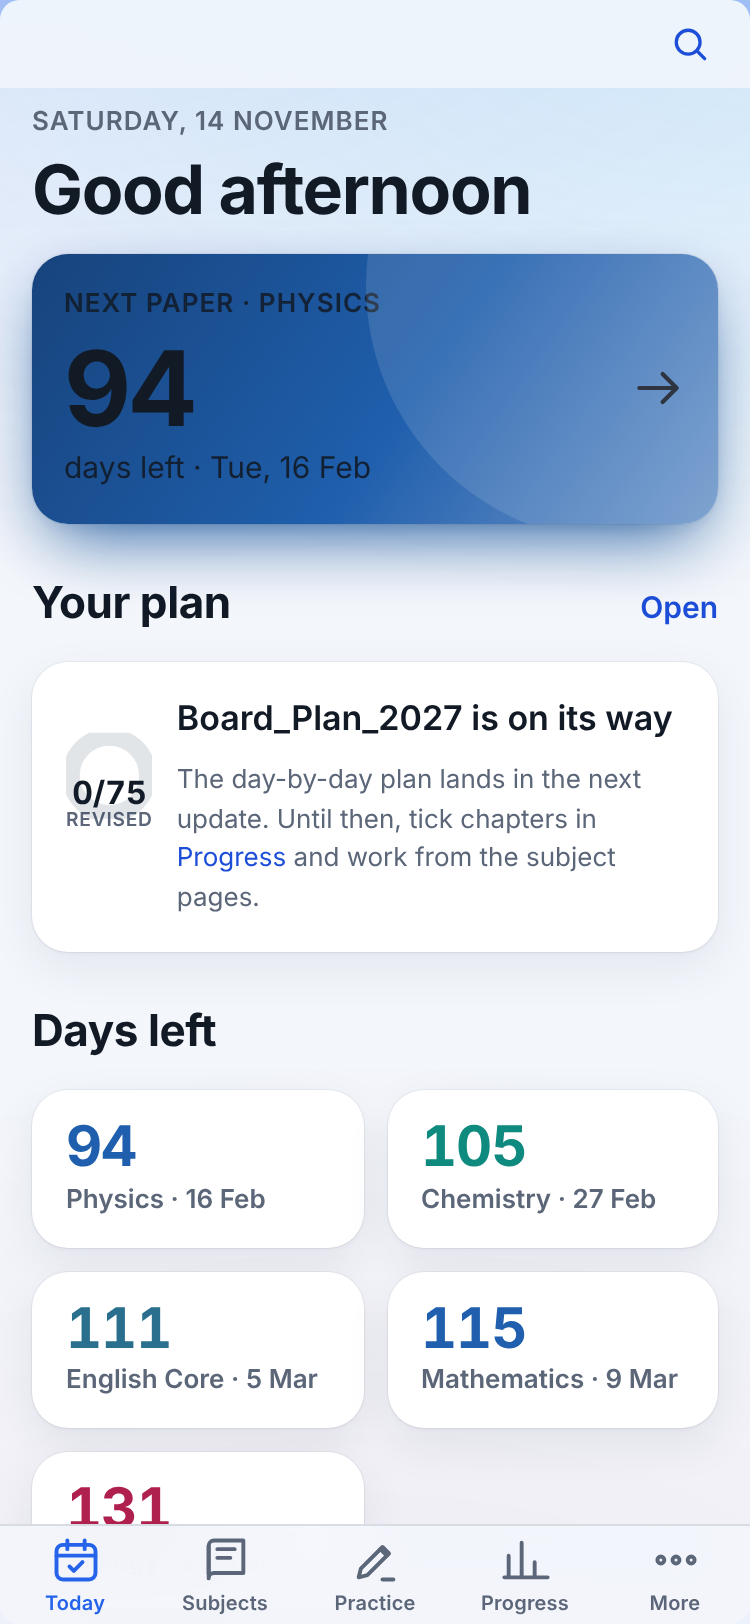 SATURDAY, 14 NOVEMBER
Good afternoon
NEXT PAPER · PHYSICS
94
days left · Tue, 16 Feb
Your plan
Open
0/75
REVISED
Board_Plan_2027 is on its way
The day-by-day plan lands in the next
update. Until then, tick chapters in
Progress and work from the subject
pages.
Days left
94
Physics · 16 Feb
105
Chemistry · 27 Feb
111
English Core · 5 Mar
115
Mathematics · 9 Mar
131
Today
Subjects
Practice
Progress
More